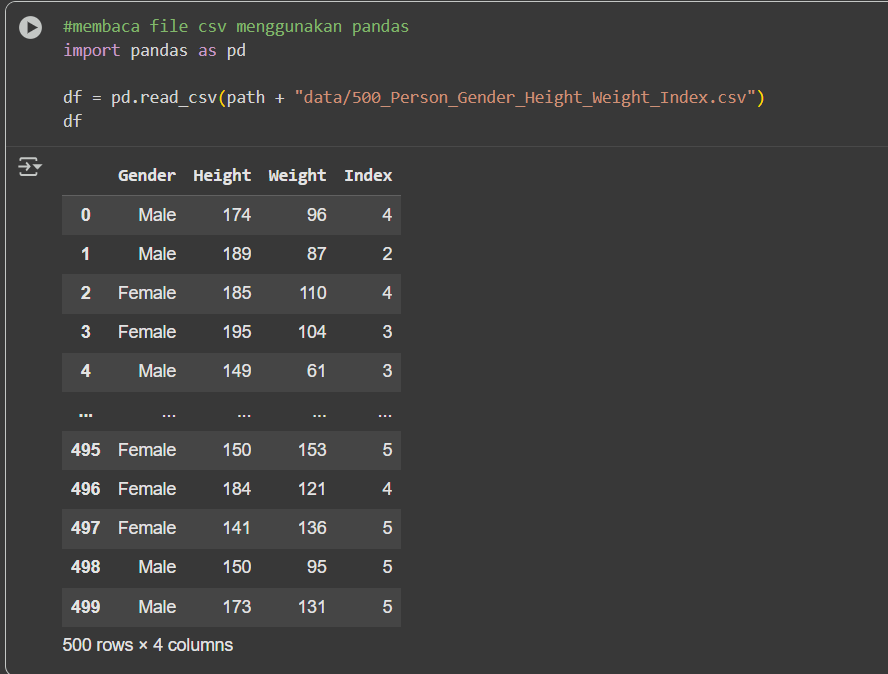 #membaca file csv menggunakan pandas
import pandas as pd
df = pd.read_csv(path + "data/500_Person_Gender_Height_Weight_Index.csv")
df
Gender Height Weight Index
0 Male 174 96 4
1 Male 189 87 2
2 Female 185 110 4
3 Female 195 104 3
4 Male 149 61 3
... ... ... ... ...
495 Female 150 153 5
496 Female 184 121 4
497 Female 141 136 5
498 Male 150 95 5
499 Male 173 131 5
500 rows × 4 columns